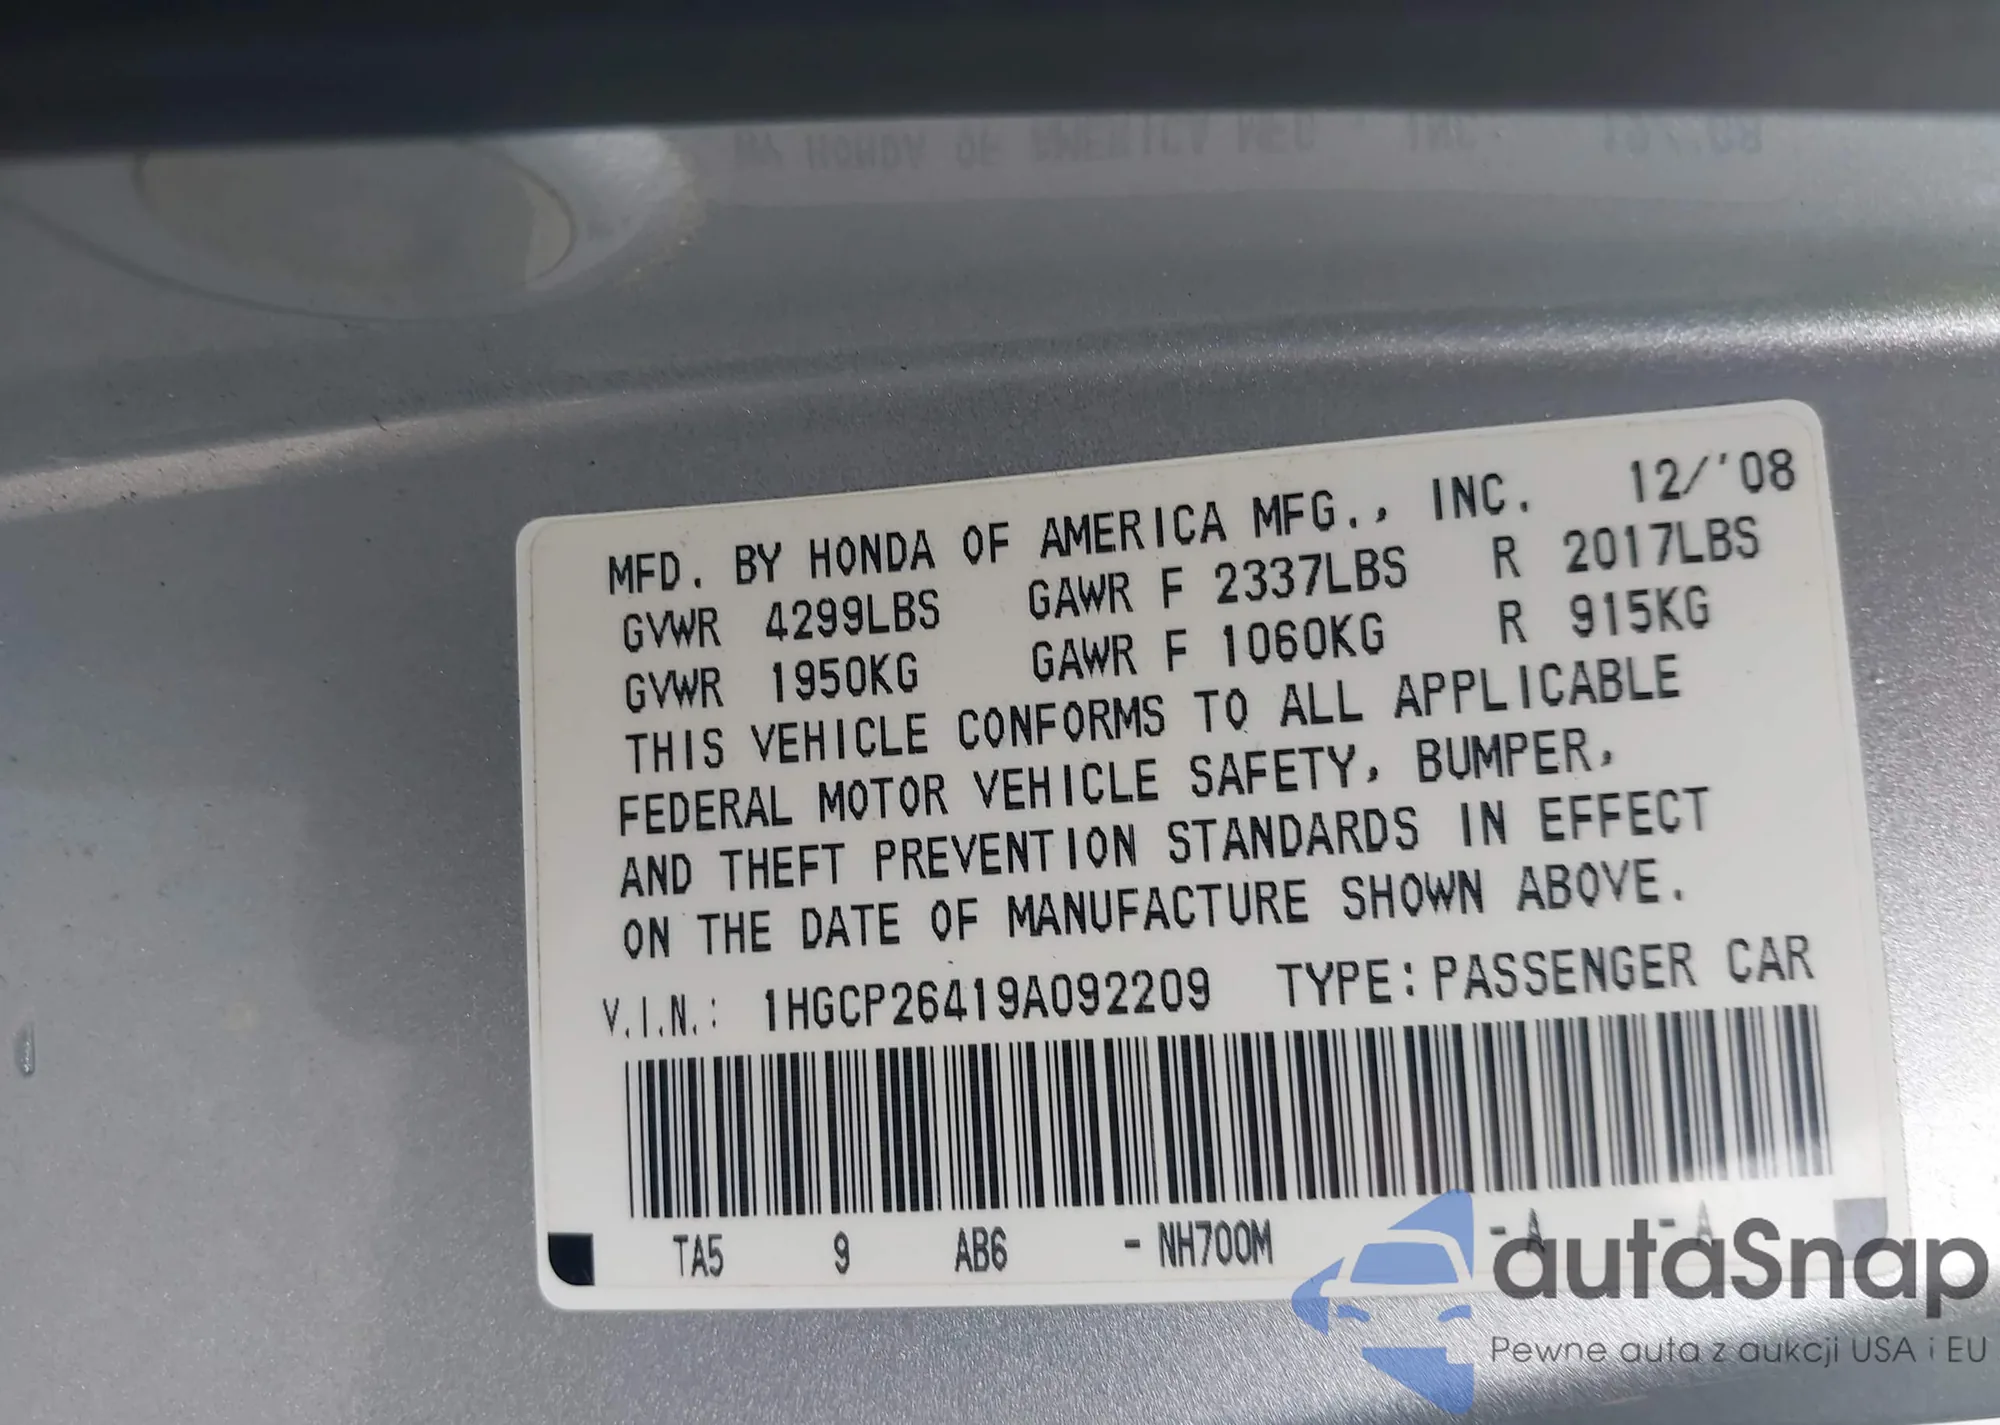 MFD. BY HONDA OF AMERICA MFG., INC. 12/'08
GVWR 4299LBS GAWR F 2337LBS R 2017LBS
GVWR 1950KG GAWR F 1060KG R 915KG
THIS VEHICLE CONFORMS TO ALL APPLICABLE
FEDERAL MOTOR VEHICLE SAFETY, BUMPER,
AND THEFT PREVENTION STANDARDS IN EFFECT
ON THE DATE OF MANUFACTURE SHOWN ABOVE.
V.I.N.: 1HGCP26419A092209 TYPE:PASSENGER CAR
TA5 9 AB6 -NH700M -A -A
autaSnap
Pewne auta z aukcji USA i EU